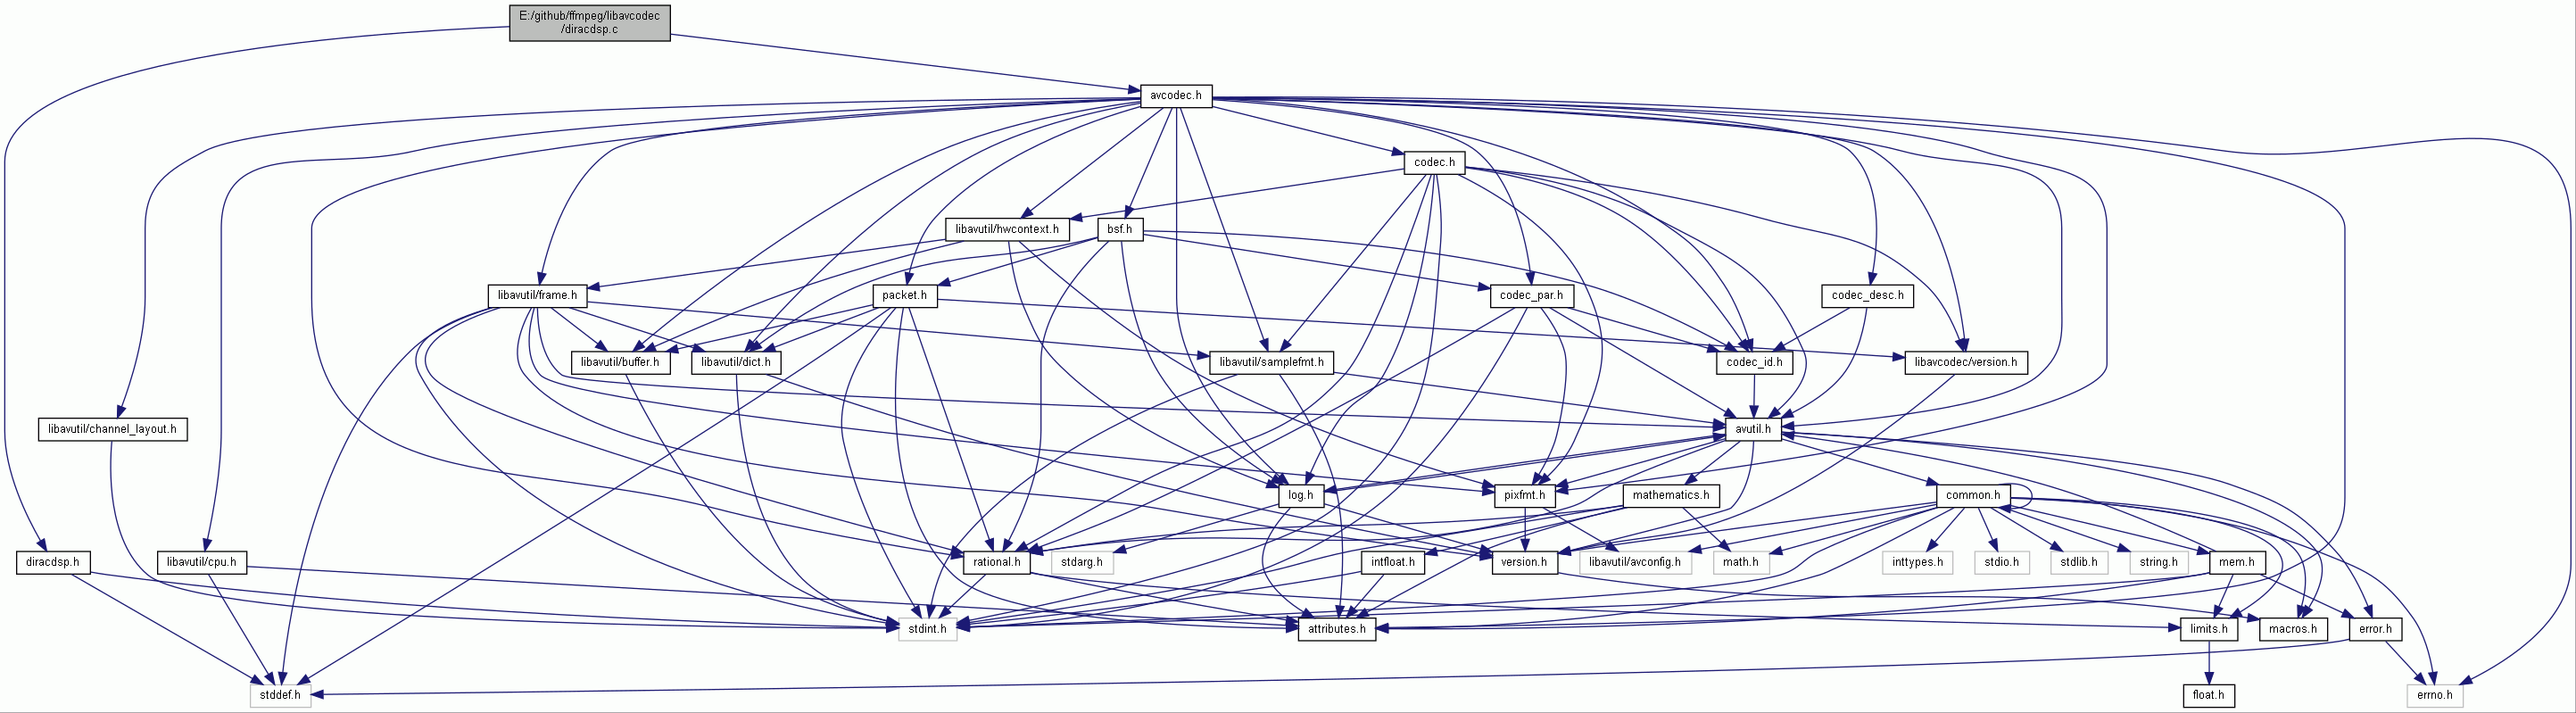 E:/github/ffmpeg/libavcodec
/diracdsp.c
avcodec.h
codec.h
libavutil/hwcontext.h
bsf.h
libavutil/frame.h
packet.h
codec_par.h
codec_desc.h
libavutil/buffer.h
libavutil/dict.h
libavutil/samplefmt.h
codec_id.h
libavcodec/version.h
libavutil/channel_layout.h
avutil.h
log.h
pixfmt.h
mathematics.h
common.h
diracdsp.h
libavutil/cpu.h
rational.h
stdarg.h
intfloat.h
version.h
libavutil/avconfig.h
math.h
inttypes.h
stdio.h
stdlib.h
string.h
mem.h
stdint.h
attributes.h
limits.h
macros.h
error.h
stddef.h
float.h
errno.h